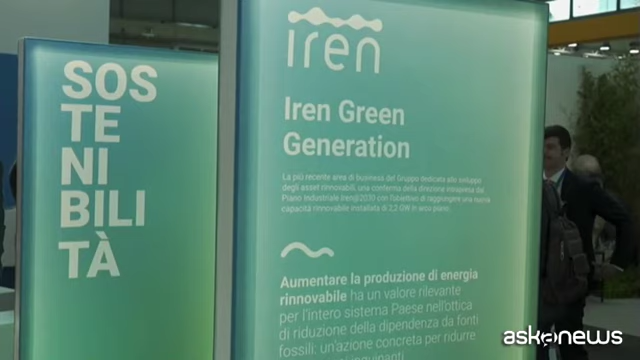 SOS
TE
NI
BILI
TÀ
iren
Iren Green
Generation
La più recente area di business del Gruppo dedicata allo sviluppo
degli asset rinnovabili, una conferma della direzione intrapresa dal
Piano Industriale Iren@2030 con l'obiettivo di raggiungere una nuova
capacità rinnovabile installata di 2,2 GW in arco piano.
Aumentare la produzione di energia
rinnovabile ha un valore rilevante
per l'intero sistema Paese nell'ottica
di riduzione della dipendenza da fonti
fossili: un'azione concreta per ridurre
inquinanti
askanews